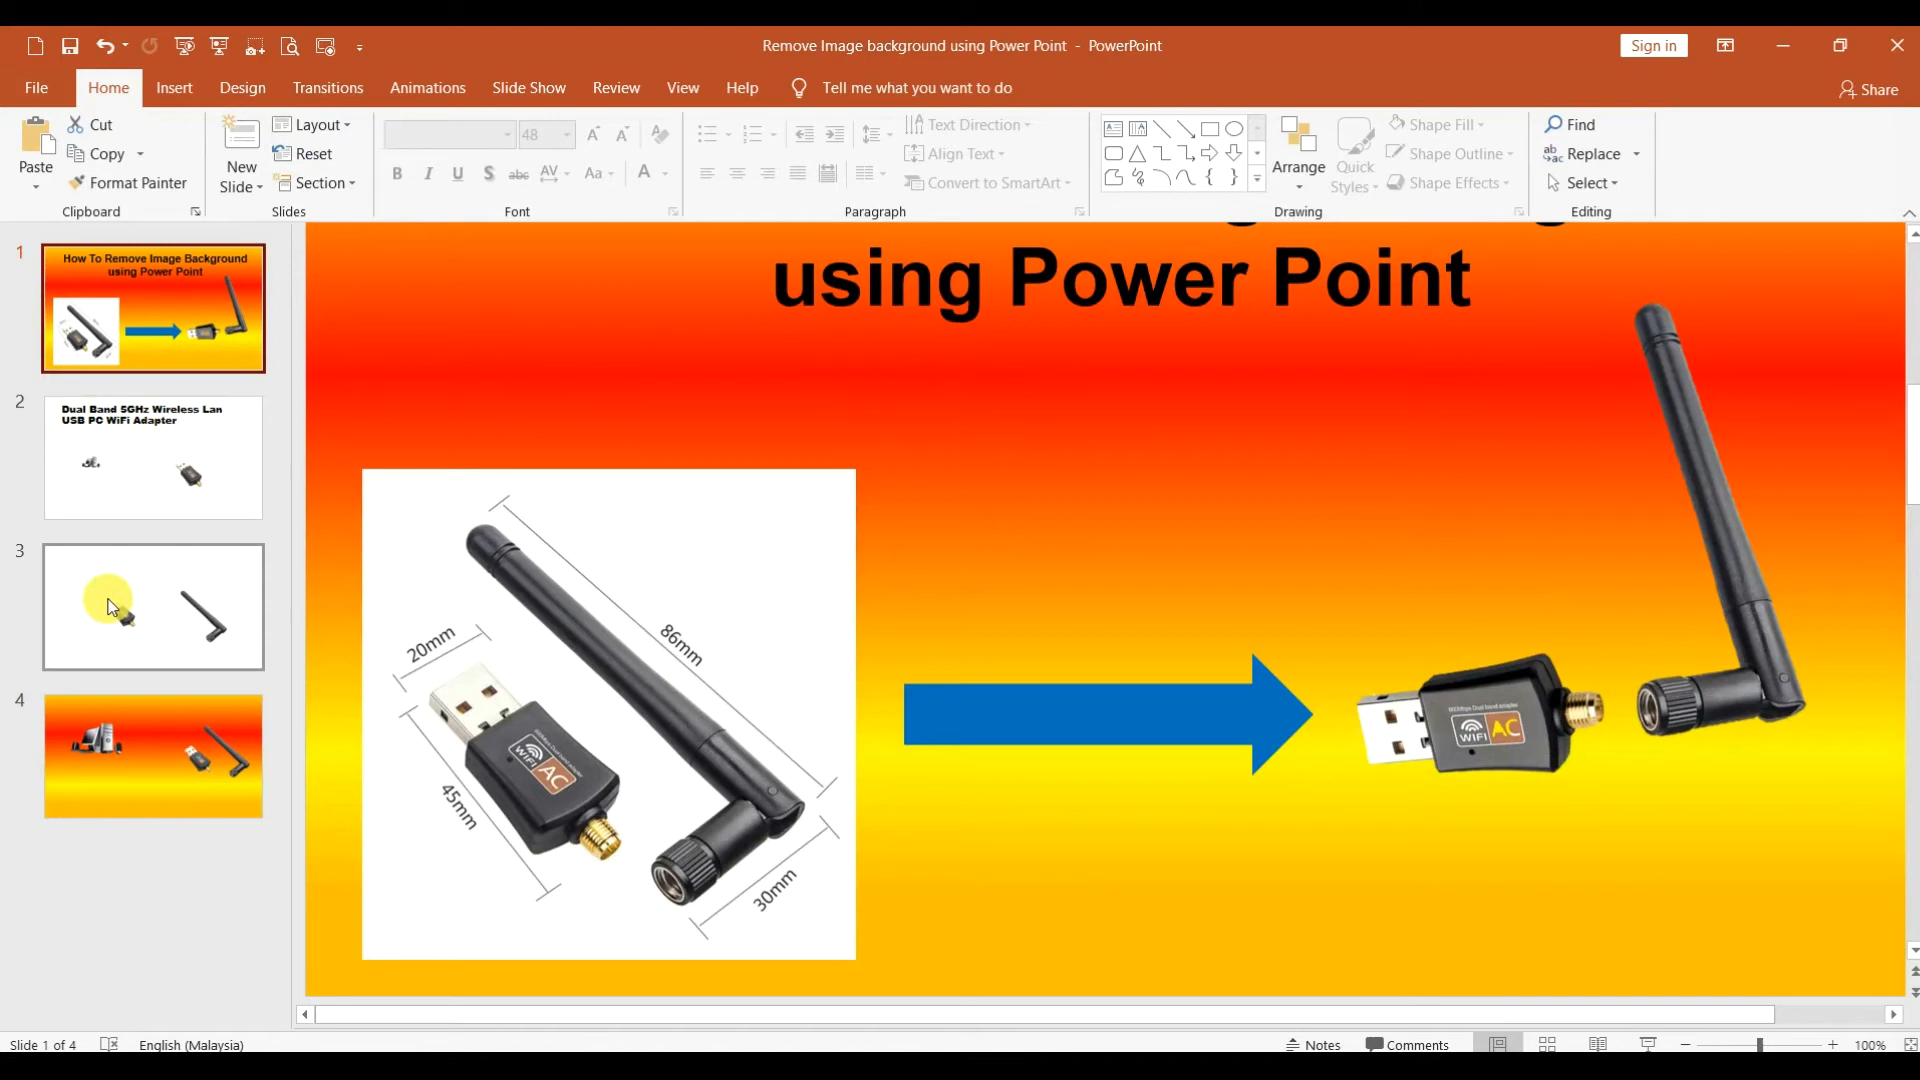 Remove Image background using Power Point - PowerPoint
Sign in
File Home Insert Design Transitions Animations Slide Show Review View Help Tell me what you want to do
Share
Paste
Cut
Copy
Format Painter
Clipboard
New Slide
Layout
Reset
Section
Slides
48
B I U S abc AV Aa A
Font
Text Direction
Align Text
Convert to SmartArt
Paragraph
Arrange
Quick Styles
Shape Fill
Shape Outline
Shape Effects
Drawing
Find
Replace
Select
Editing
1
How To Remove Image Background
using Power Point
2
Dual Band 5GHz Wireless Lan
USB PC WiFi Adapter
3
4
using Power Point
20mm
86mm
45mm
30mm
WIFI AC
WIFI AC
Slide 1 of 4
English (Malaysia)
Notes
Comments
100%